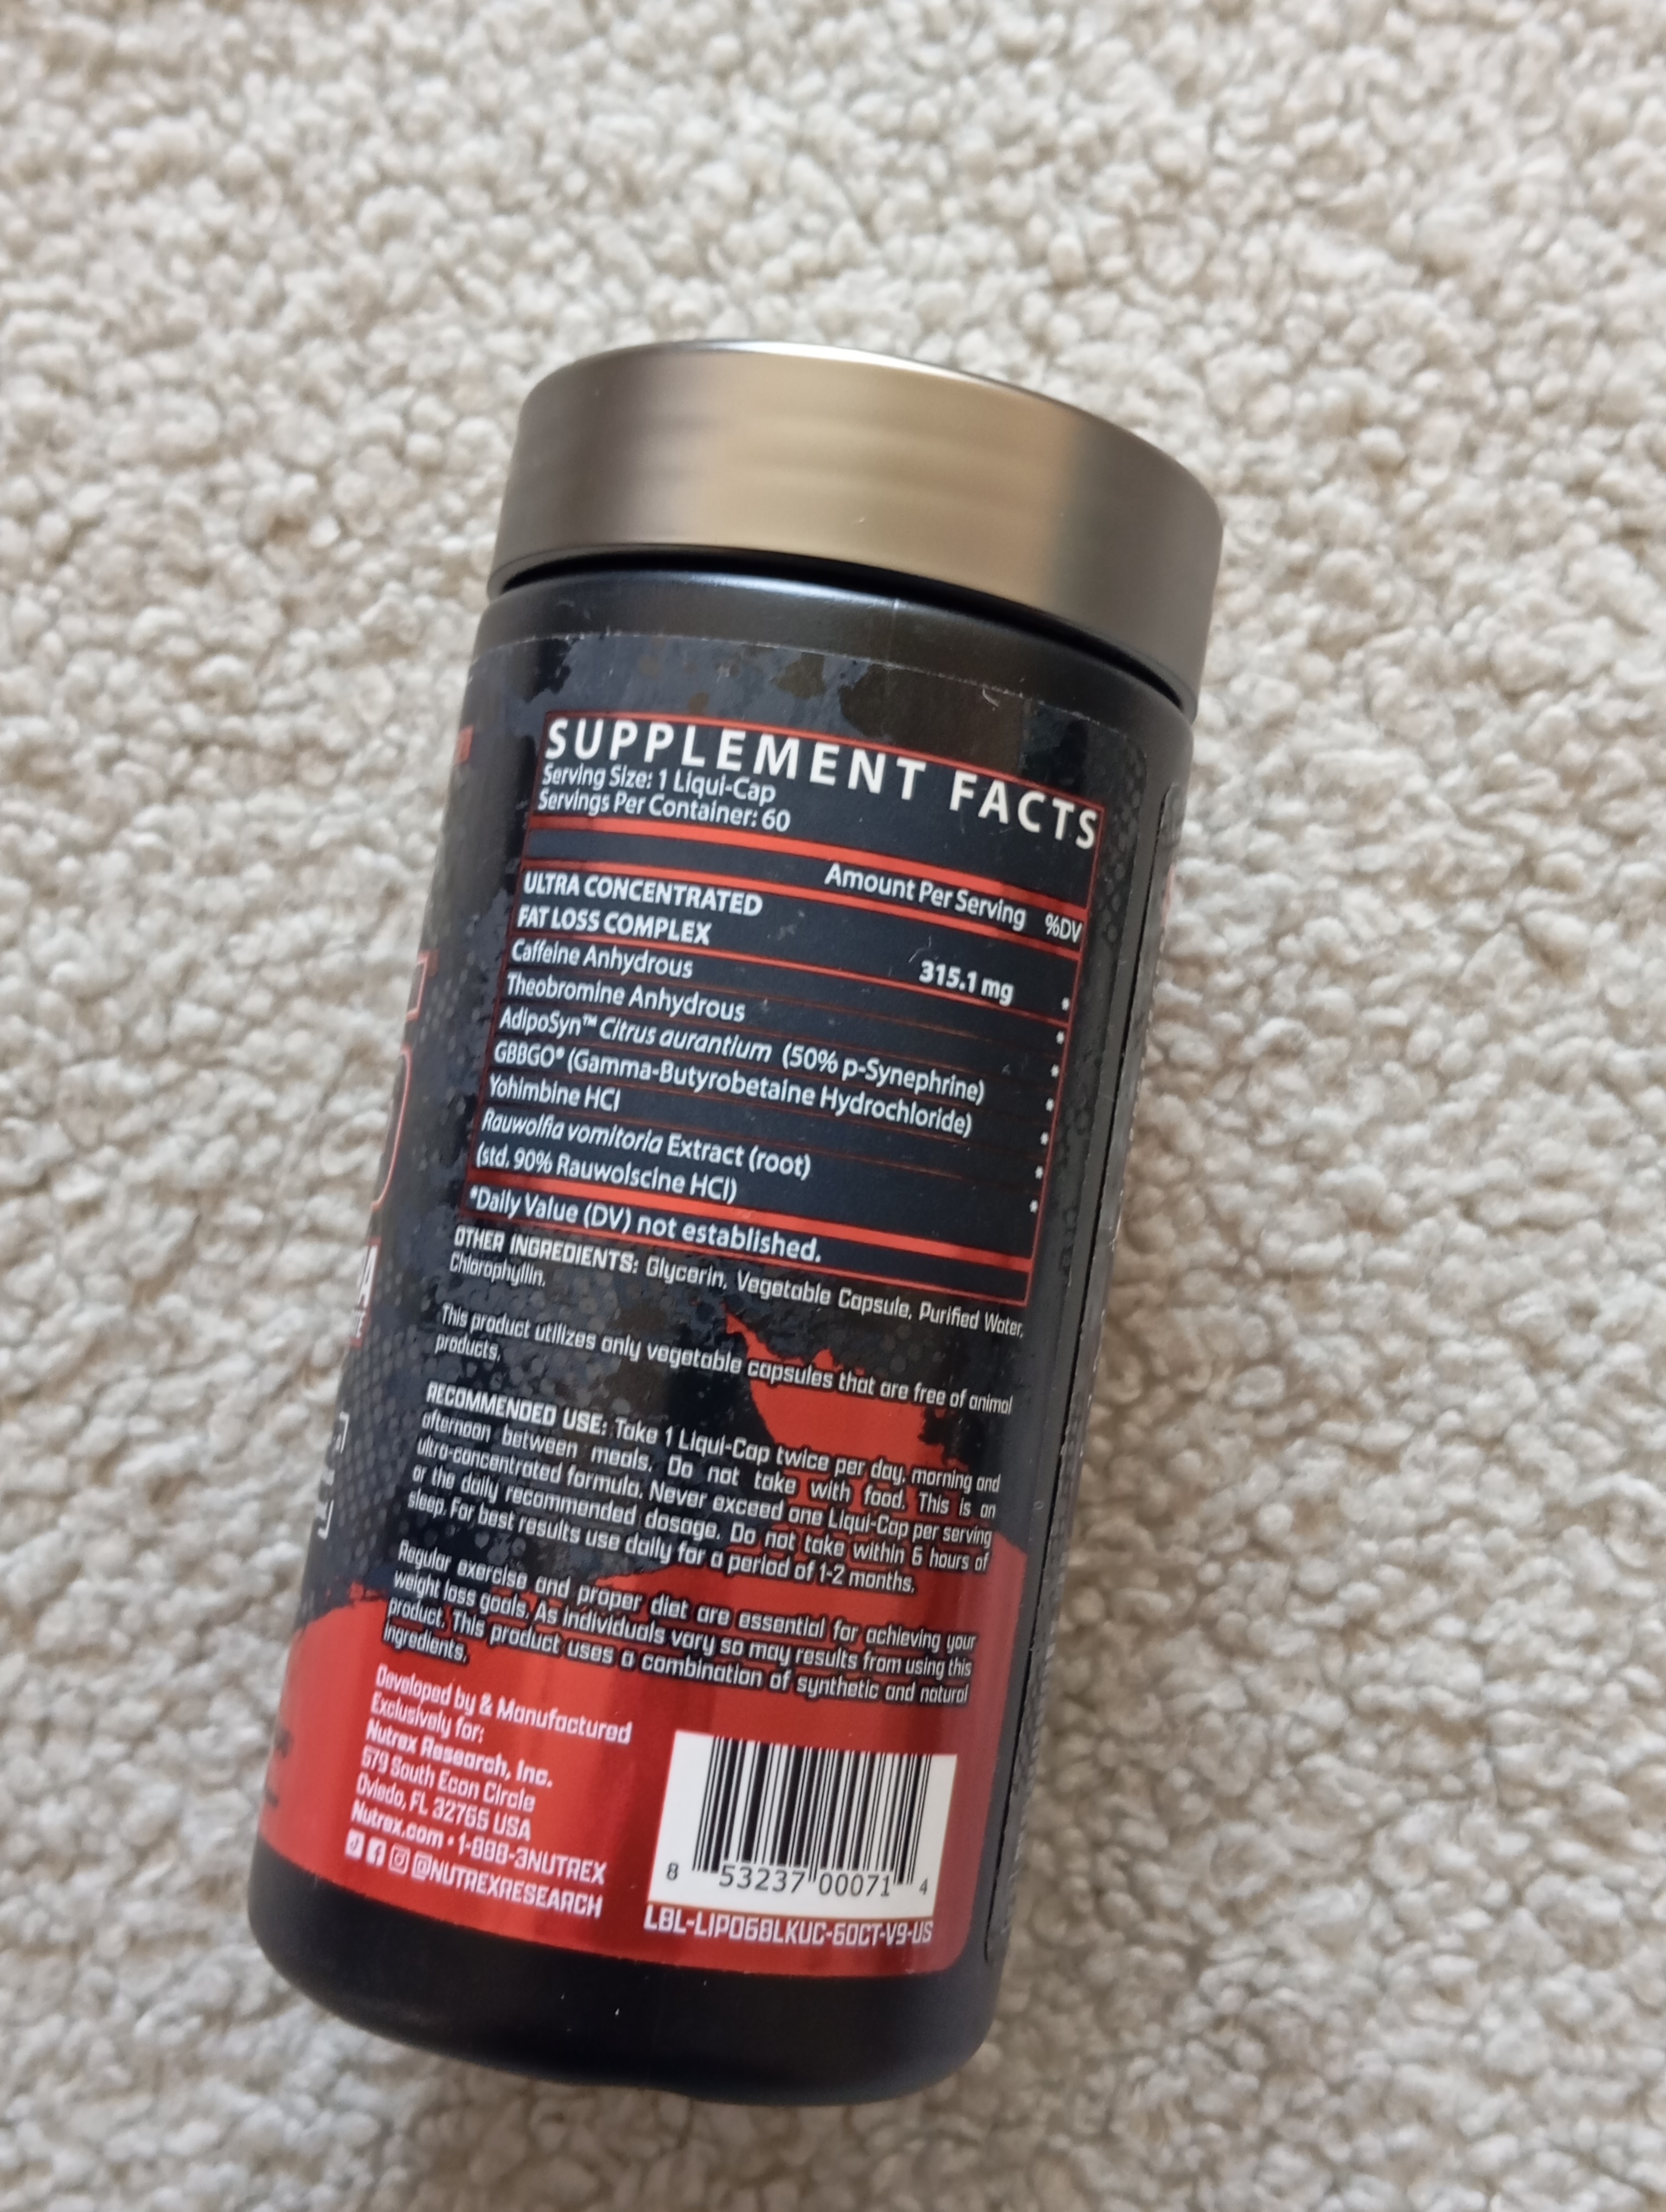 SUPPLEMENT FACTS
Serving Size: 1 Liqui-Cap
Servings Per Container: 60
Amount Per Serving %DV
ULTRA CONCENTRATED
FAT LOSS COMPLEX 315.1 mg *
Caffeine Anhydrous *
Theobromine Anhydrous *
AdipoSyn™ Citrus aurantium (50% p-Synephrine) *
GBBGO® (Gamma-Butyrobetaine Hydrochloride) *
Yohimbine HCl *
Rauwolfia vomitoria Extract (root)
(std. 90% Rauwolscine HCl) *
*Daily Value (DV) not established.
OTHER INGREDIENTS: Glycerin, Vegetable Capsule, Purified Water,
Chlorophyllin.
This product utilizes only vegetable capsules that are free of animal
products.
RECOMMENDED USE: Take 1 Liqui-Cap twice per day, morning and
afternoon between meals. Do not take with food. This is an
ultra-concentrated formula. Never exceed one Liqui-Cap per serving
or the daily recommended dosage. Do not take within 6 hours of
sleep. For best results use daily for a period of 1-2 months.
Regular exercise and proper diet are essential for achieving your
weight loss goals. As individuals vary so may results from using this
product. This product uses a combination of synthetic and natural
ingredients.
Developed by & Manufactured
Exclusively for:
Nutrex Research, Inc.
579 South Econ Circle
Oviedo, FL 32765 USA
Nutrex.com • 1-888-3NUTREX
@NUTREXRESEARCH
8 53237 00071 4
LBL-LIPO6BLKUC-60CT-V9-US